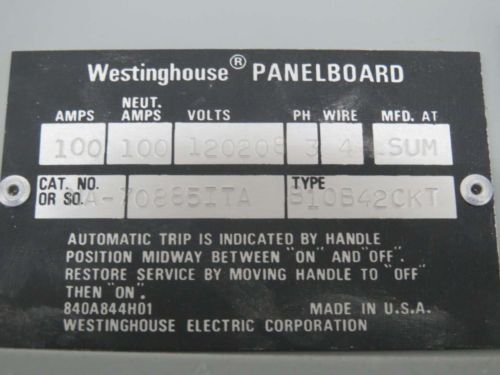 Westinghouse® PANELBOARD
AMPS NEUT. AMPS VOLTS PH WIRE MFD. AT
100 100 120208 3 4 SUM
CAT. NO. OR SO. TYPE
AUTOMATIC TRIP IS INDICATED BY HANDLE
POSITION MIDWAY BETWEEN "ON" AND "OFF".
RESTORE SERVICE BY MOVING HANDLE TO "OFF"
THEN "ON".
840A844H01 MADE IN U.S.A.
WESTINGHOUSE ELECTRIC CORPORATION